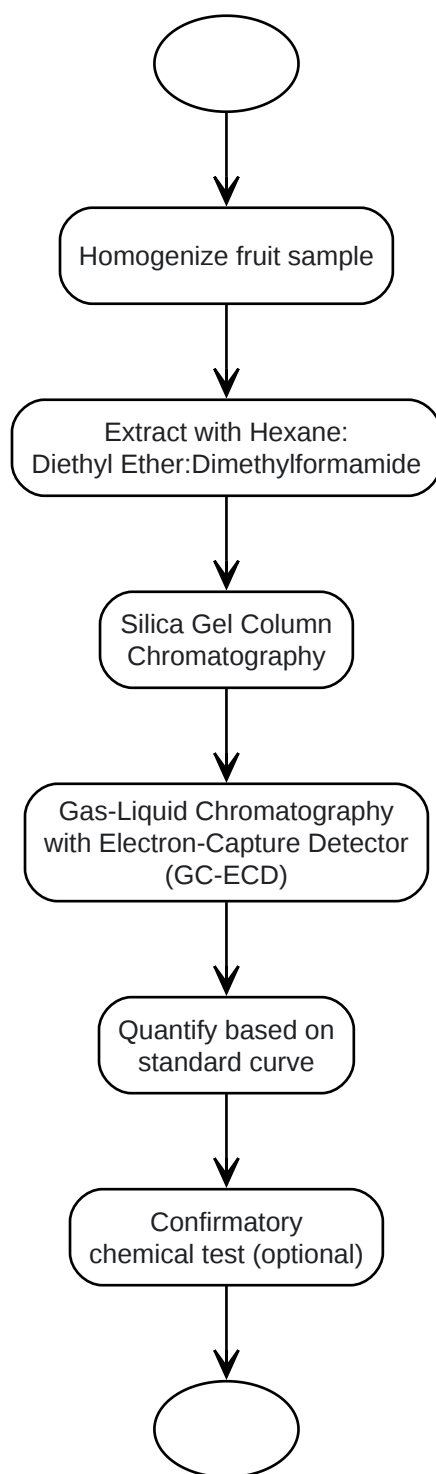 Homogenize fruit sample
Extract with Hexane:
Diethyl Ether:Dimethylformamide
Silica Gel Column
Chromatography
Gas-Liquid Chromatography
with Electron-Capture Detector
(GC-ECD)
Quantify based on
standard curve
Confirmatory
chemical test (optional)